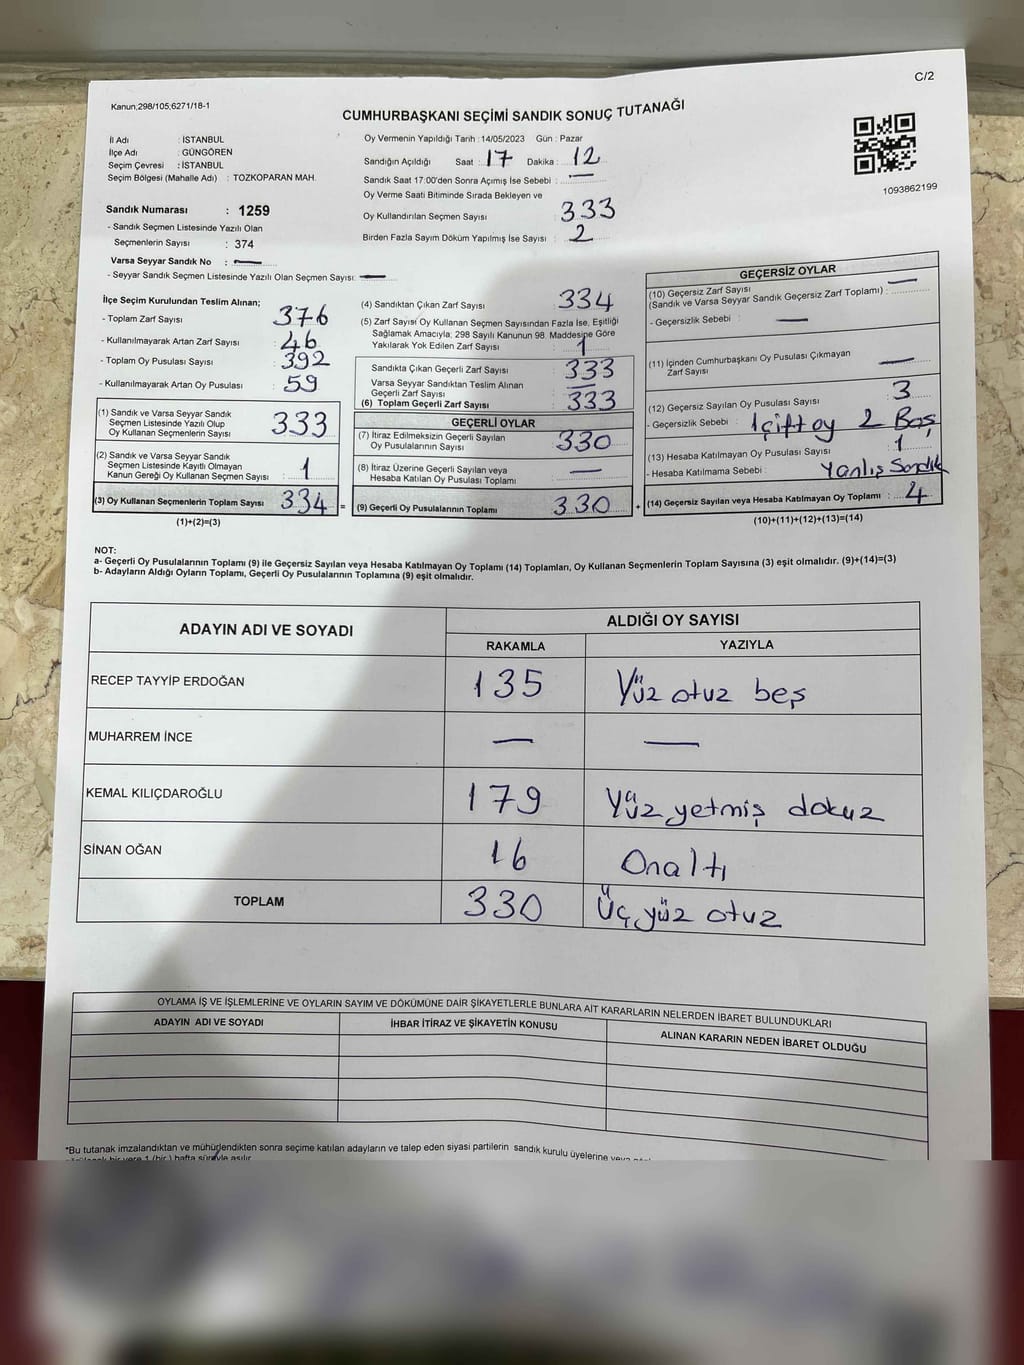 C/2
Kanun;298/105,6271/18-1
CUMHURBAŞKANI SEÇİMİ SANDIK SONUÇ TUTANAĞI
İl Adı : İSTANBUL
İlçe Adı : GÜNGÖREN
Seçim Çevresi : İSTANBUL
Seçim Bölgesi (Mahalle Adı) : TOZKOPARAN MAH.
Oy Vermenin Yapıldığı Tarih : 14/05/2023 Gün : Pazar
Sandığın Açıldığı Saat : 17 Dakika : 12
Sandık Saat 17:00'den Sonra Açımış İse Sebebi : —
Oy Verme Saati Bitiminde Sırada Bekleyen ve
Oy Kullandırılan Seçmen Sayısı : 333
Birden Fazla Sayım Döküm Yapılmış İse Sayısı : 2
1093862199
Sandık Numarası : 1259
- Sandık Seçmen Listesinde Yazılı Olan
Seçmenlerin Sayısı : 374
Varsa Seyyar Sandık No : —
- Seyyar Sandık Seçmen Listesinde Yazılı Olan Seçmen Sayısı: —
İlçe Seçim Kurulundan Teslim Alınan;
- Toplam Zarf Sayısı 376
- Kullanılmayarak Artan Zarf Sayısı : 46
- Toplam Oy Pusulası Sayısı : 392
- Kullanılmayarak Artan Oy Pusulası : 59
(1) Sandık ve Varsa Seyyar Sandık
Seçmen Listesinde Yazılı Olup
Oy Kullanan Seçmenlerin Sayısı 333
(2) Sandık ve Varsa Seyyar Sandık
Seçmen Listesinde Kayıtlı Olmayan
Kanun Gereği Oy Kullanan Seçmen Sayısı : 1
(3) Oy Kullanan Seçmenlerin Toplam Sayısı 334 =
(1)+(2)=(3)
(4) Sandıktan Çıkan Zarf Sayısı 334
(5) Zarf Sayısı Oy Kullanan Seçmen Sayısından Fazla İse, Eşitliği
Sağlamak Amacıyla; 298 Sayılı Kanunun 98. Maddesine Göre
Yakılarak Yok Edilen Zarf Sayısı : 1
Sandıkta Çıkan Geçerli Zarf Sayısı : 333
Varsa Seyyar Sandıktan Teslim Alınan
Geçerli Zarf Sayısı : —
(6) Toplam Geçerli Zarf Sayısı : 333
GEÇERLİ OYLAR
(7) İtiraz Edilmeksizin Geçerli Sayılan
Oy Pusulasının Sayısı : 330
(8) İtiraz Üzerine Geçerli Sayılan veya
Hesaba Katılan Oy Pusulası Toplamı : —
(9) Geçerli Oy Pusulalarının Toplamı : 330 +
GEÇERSİZ OYLAR
(10) Geçersiz Zarf Sayısı
(Sandık ve Varsa Seyyar Sandık Geçersiz Zarf Toplamı) : —
- Geçersizlik Sebebi : —
(11) İçinden Cumhurbaşkanı Oy Pusulası Çıkmayan
Zarf Sayısı : —
(12) Geçersiz Sayılan Oy Pusulası Sayısı : 3
- Geçersizlik Sebebi : 1 çift oy 2 Boş
(13) Hesaba Katılmayan Oy Pusulası Sayısı : 1
- Hesaba Katılmama Sebebi : Yanlış Sandık
(14) Geçersiz Sayılan veya Hesaba Katılmayan Oy Toplamı : 4
(10)+(11)+(12)+(13)=(14)
NOT:
a- Geçerli Oy Pusulalarının Toplamı (9) ile Geçersiz Sayılan veya Hesaba Katılmayan Oy Toplamı (14) Toplamları, Oy Kullanan Seçmenlerin Toplam Sayısına (3) eşit olmalıdır. (9)+(14)=(3)
b- Adayların Aldığı Oyların Toplamı, Geçerli Oy Pusulalarının Toplamına (9) eşit olmalıdır.
ADAYIN ADI VE SOYADI
ALDIĞI OY SAYISI
RAKAMLA YAZIYLA
RECEP TAYYİP ERDOĞAN 135 Yüz otuz beş
MUHARREM İNCE — —
KEMAL KILIÇDAROĞLU 179 Yüz yetmiş dokuz
SİNAN OĞAN 16 Onaltı
TOPLAM 330 Üç yüz otuz
OYLAMA İŞ VE İŞLEMLERİNE VE OYLARIN SAYIM VE DÖKÜMÜNE DAİR ŞİKAYETLERLE BUNLARA AİT KARARLARIN NELERDEN İBARET BULUNDUKLARI
ADAYIN ADI VE SOYADI İHBAR İTİRAZ VE ŞİKAYETİN KONUSU ALINAN KARARIN NEDEN İBARET OLDUĞU
*Bu tutanak imzalandıktan ve mühürlendikten sonra seçime katılan adayların ve talep eden siyasi partilerin sandık kurulu üyelerine veya
bir yere 1 (bir) hafta süreyle asılır